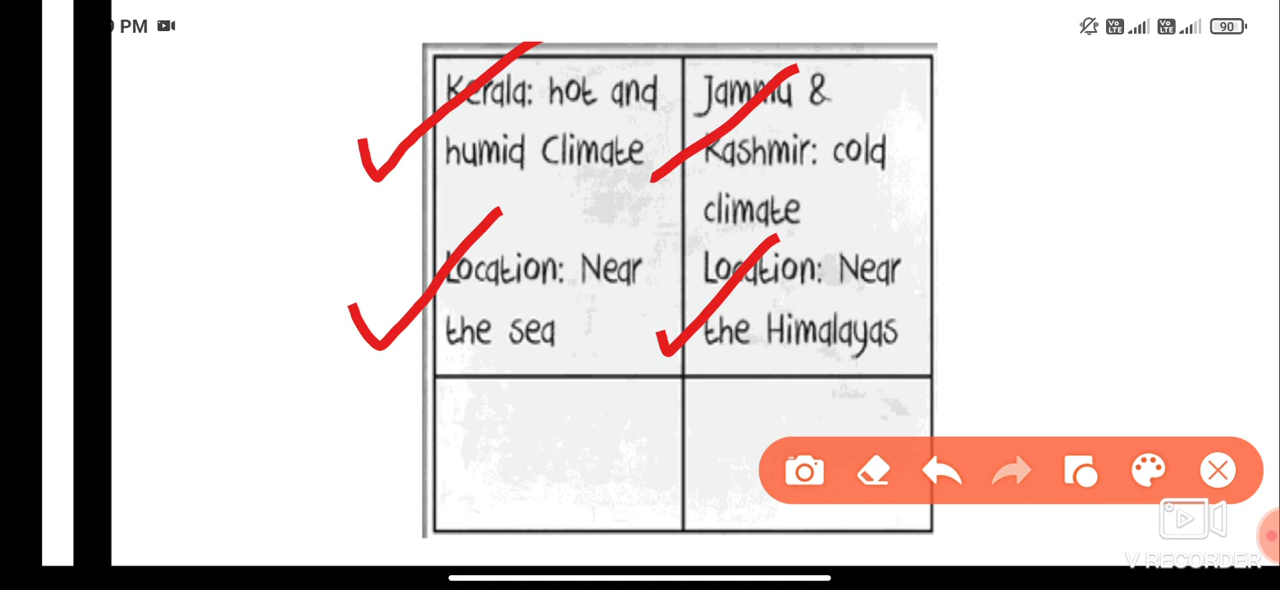 PM
90
Kerala: hot and
humid Climate
Location: Near
the sea
Jammu &
Kashmir: cold
climate
Location: Near
the Himalayas
V RECORDER